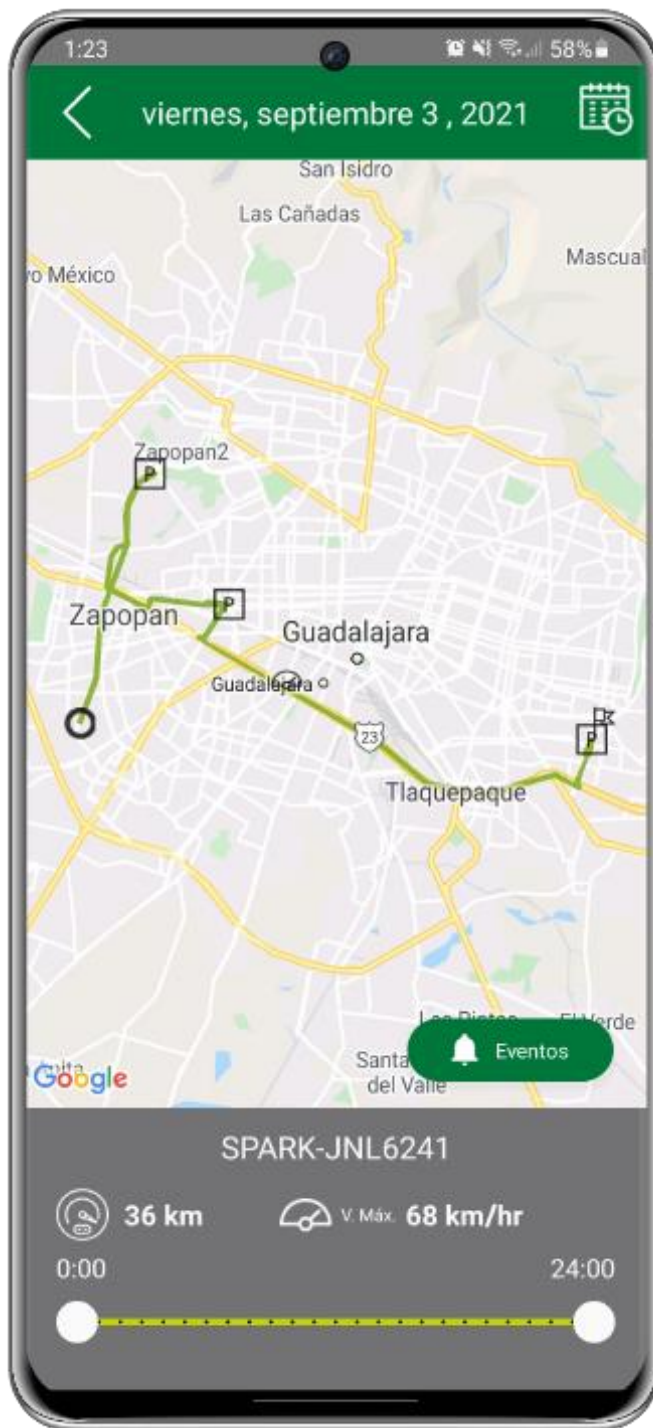 1:23
58%
viernes, septiembre 3 , 2021
San Isidro
Las Cañadas
Mascual
vo México
Zapopan2
P
P
Zapopan
Guadalajara
Guadalajara
P
23
Tlaquepaque
El Verde
Eventos
Santa
del Valle
Google
SPARK-JNL6241
36 km
V. Máx. 68 km/hr
0:00
24:00